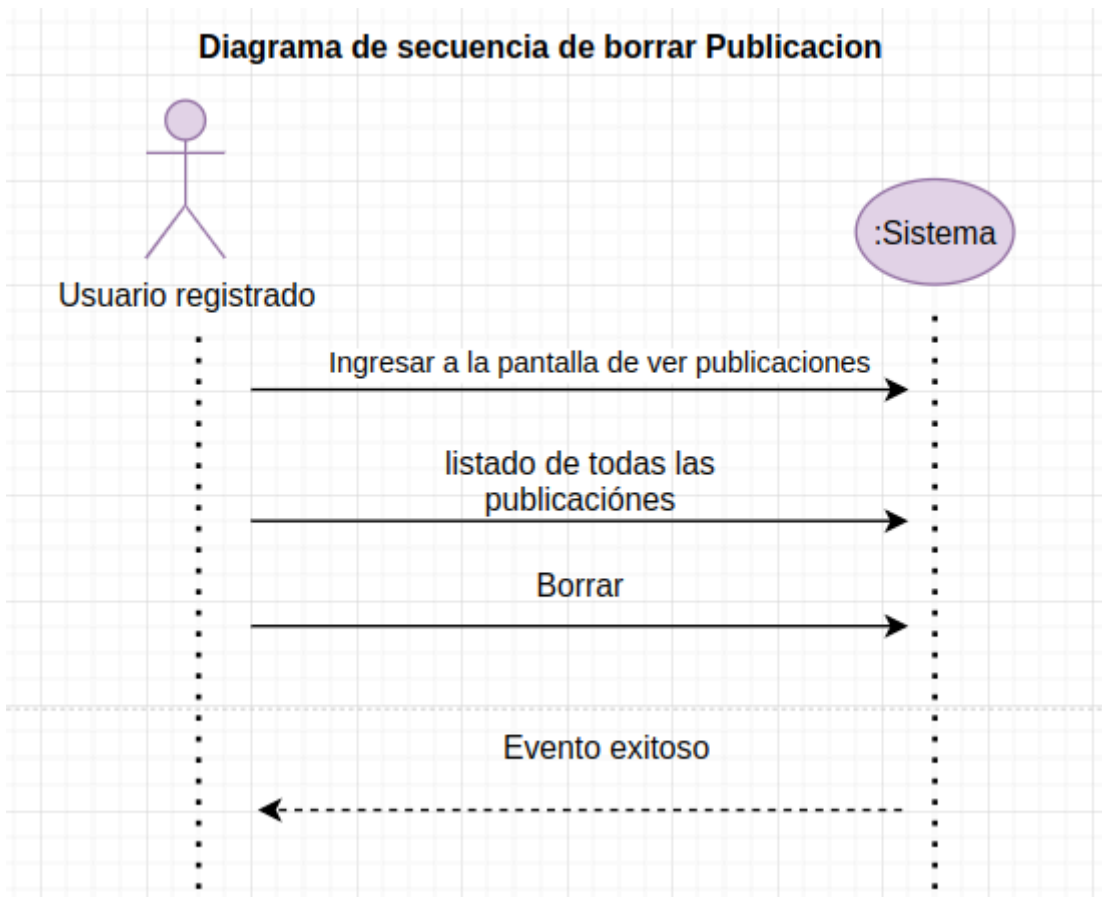 Diagrama de secuencia de borrar Publicacion
:Sistema
Usuario registrado
Ingresar a la pantalla de ver publicaciones
listado de todas las
publicaciónes
Borrar
Evento exitoso